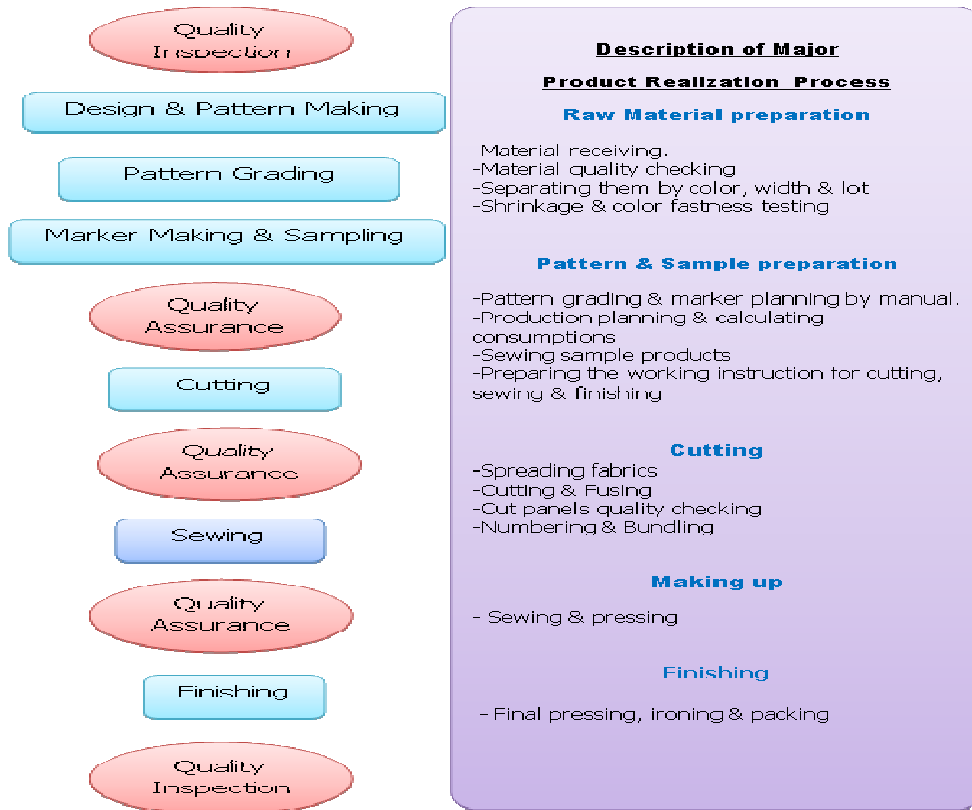 Quality
Inspection
Design & Pattern Making
Pattern Grading
Marker Making & Sampling
Quality
Assurance
Cutting
Quality
Assurance
Sewing
Quality
Assurance
Finishing
Quality
Inspection
Description of Major
Product Realization Process
Raw Material preparation
Material receiving.
-Material quality checking
-Separating them by color, width & lot
-Shrinkage & color fastness testing
Pattern & Sample preparation
-Pattern grading & marker planning by manual.
-Production planning & calculating
consumptions
-Sewing sample products
-Preparing the working instruction for cutting,
sewing & finishing
Cutting
-Spreading fabrics
-Cutting & Fusing
-Cut panels quality checking
-Numbering & Bundling
Making up
- Sewing & pressing
Finishing
- Final pressing, ironing & packing